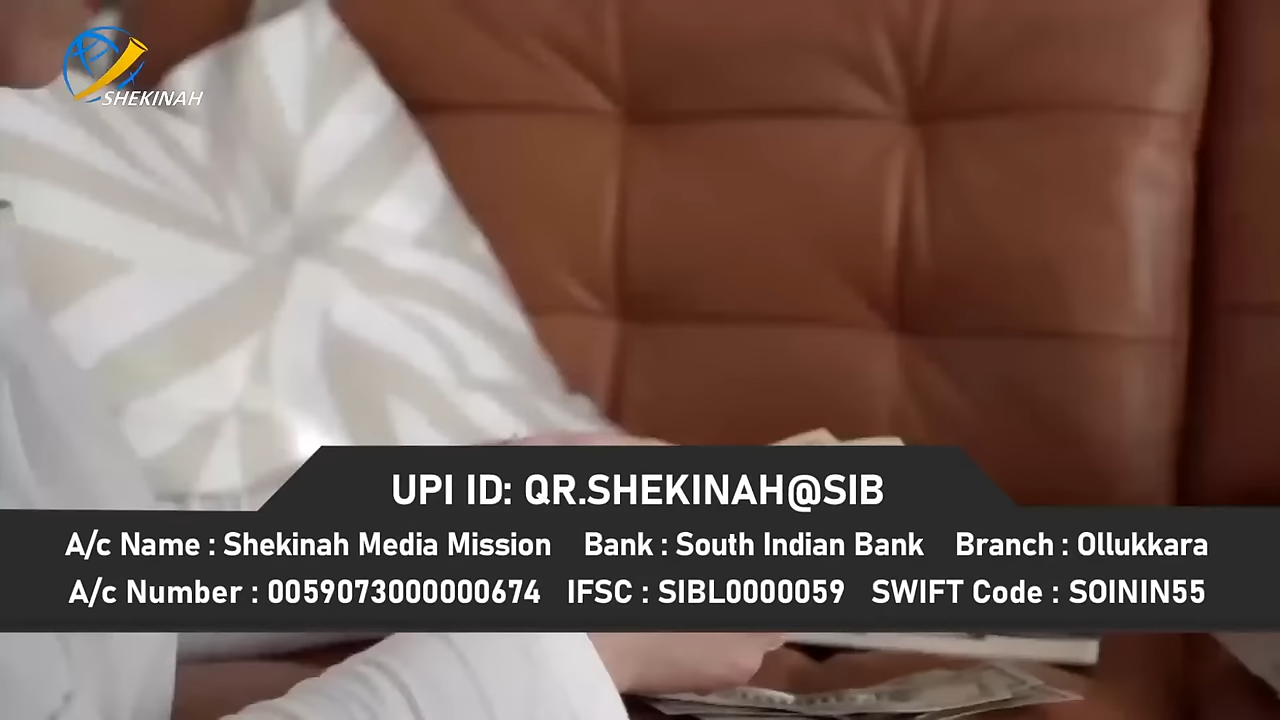 SHEKINAH
UPI ID: QR.SHEKINAH@SIB
A/c Name : Shekinah Media Mission Bank : South Indian Bank Branch : Ollukkara
A/c Number : 0059073000000674 IFSC : SIBL0000059 SWIFT Code : SOININ55